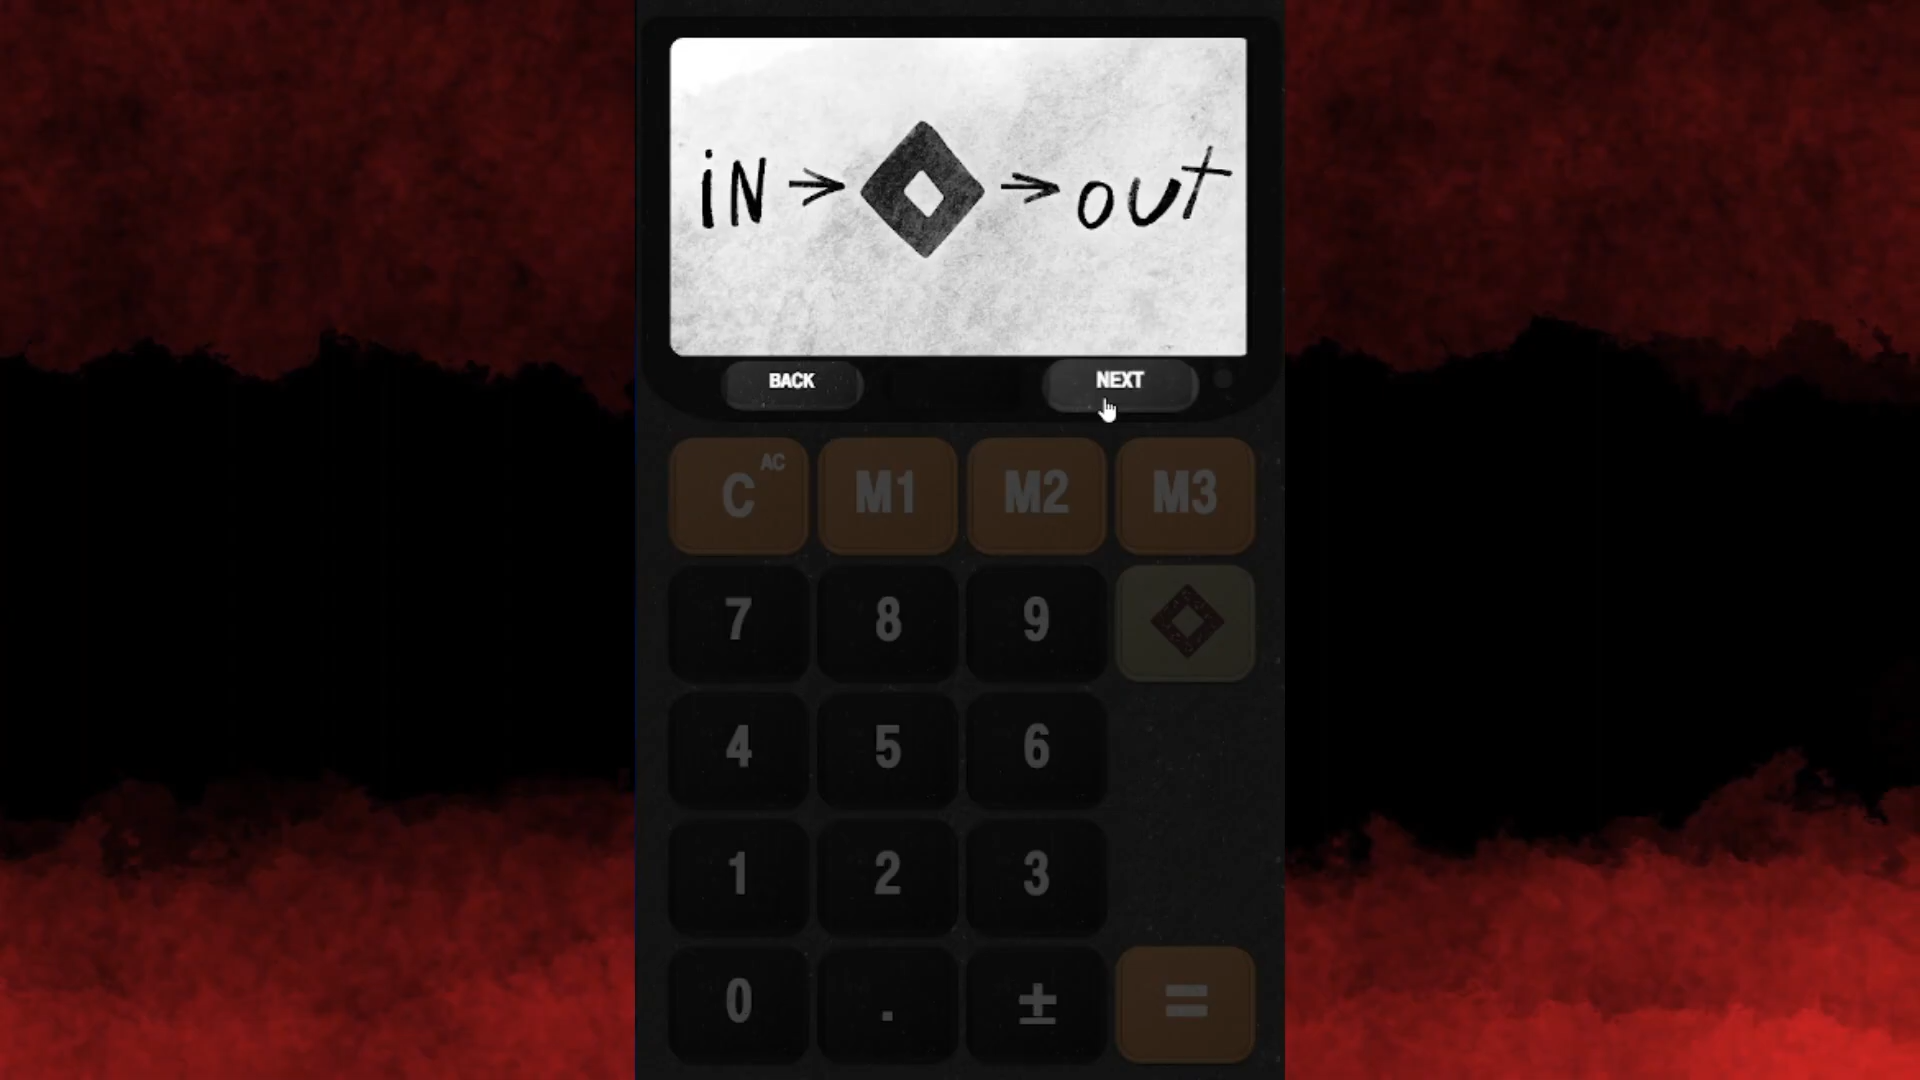 iN → → out
BACK NEXT
C AC M1 M2 M3
7 8 9
4 5 6
1 2 3
0 . ± =